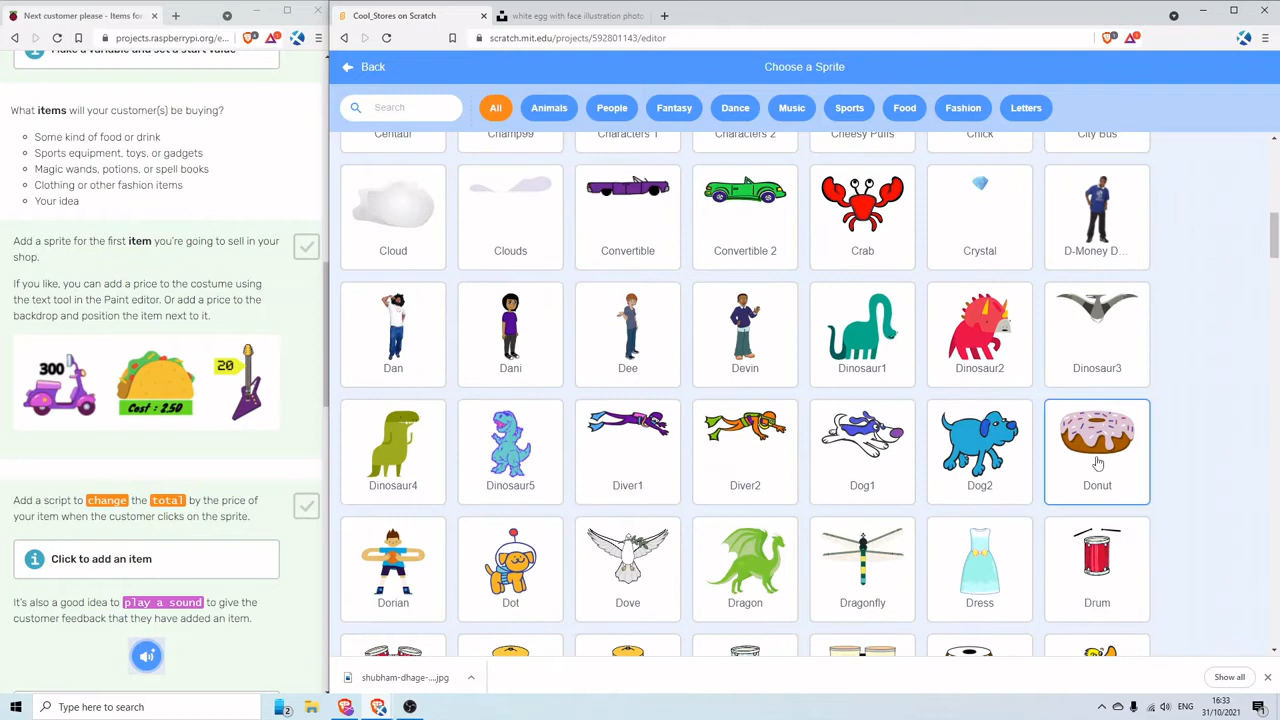 Next customer please - Items for
Cool_Stores on Scratch
white egg with face illustration photo
projects.raspberrypi.org/e...
scratch.mit.edu/projects/592801143/editor
Make a variable and set a start value
What items will your customer(s) be buying?
Some kind of food or drink
Sports equipment, toys, or gadgets
Magic wands, potions, or spell books
Clothing or other fashion items
Your idea
Add a sprite for the first item you're going to sell in your
shop.
If you like, you can add a price to the costume using
the text tool in the Paint editor. Or add a price to the
backdrop and position the item next to it.
300
Cost : 2.50
20
Add a script to change the total by the price of
your item when the customer clicks on the sprite.
Click to add an item
It's also a good idea to play a sound to give the
customer feedback that they have added an item.
Back
Choose a Sprite
Search
All
Animals
People
Fantasy
Dance
Music
Sports
Food
Fashion
Letters
Centaur
Champ99
Characters 1
Characters 2
Cheesy Puffs
Chick
City Bus
Cloud
Clouds
Convertible
Convertible 2
Crab
Crystal
D-Money D...
Dan
Dani
Dee
Devin
Dinosaur1
Dinosaur2
Dinosaur3
Dinosaur4
Dinosaur5
Diver1
Diver2
Dog1
Dog2
Donut
Dorian
Dot
Dove
Dragon
Dragonfly
Dress
Drum
shubham-dhage-....jpg
Show all
Type here to search
2
ENG
16:33
31/10/2021
1